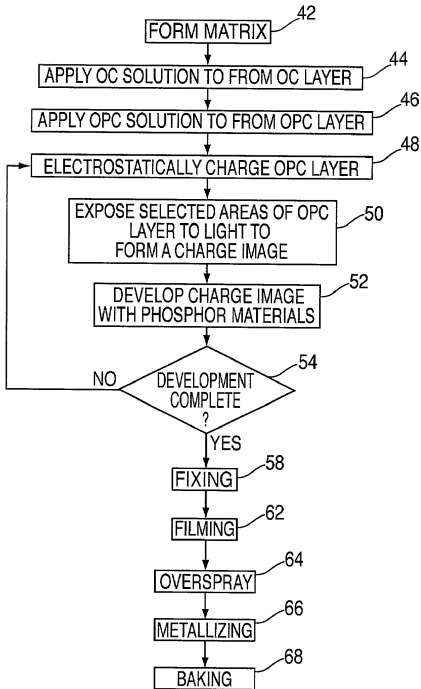 FORM MATRIX
42
APPLY OC SOLUTION TO FROM OC LAYER
44
APPLY OPC SOLUTION TO FROM OPC LAYER
46
ELECTROSTATICALLY CHARGE OPC LAYER
48
EXPOSE SELECTED AREAS OF OPC
LAYER TO LIGHT TO
FORM A CHARGE IMAGE
50
DEVELOP CHARGE IMAGE
WITH PHOSPHOR MATERIALS
52
DEVELOPMENT
COMPLETE
?
54
NO
YES
FIXING
58
FILMING
62
OVERSPRAY
64
METALLIZING
66
BAKING
68